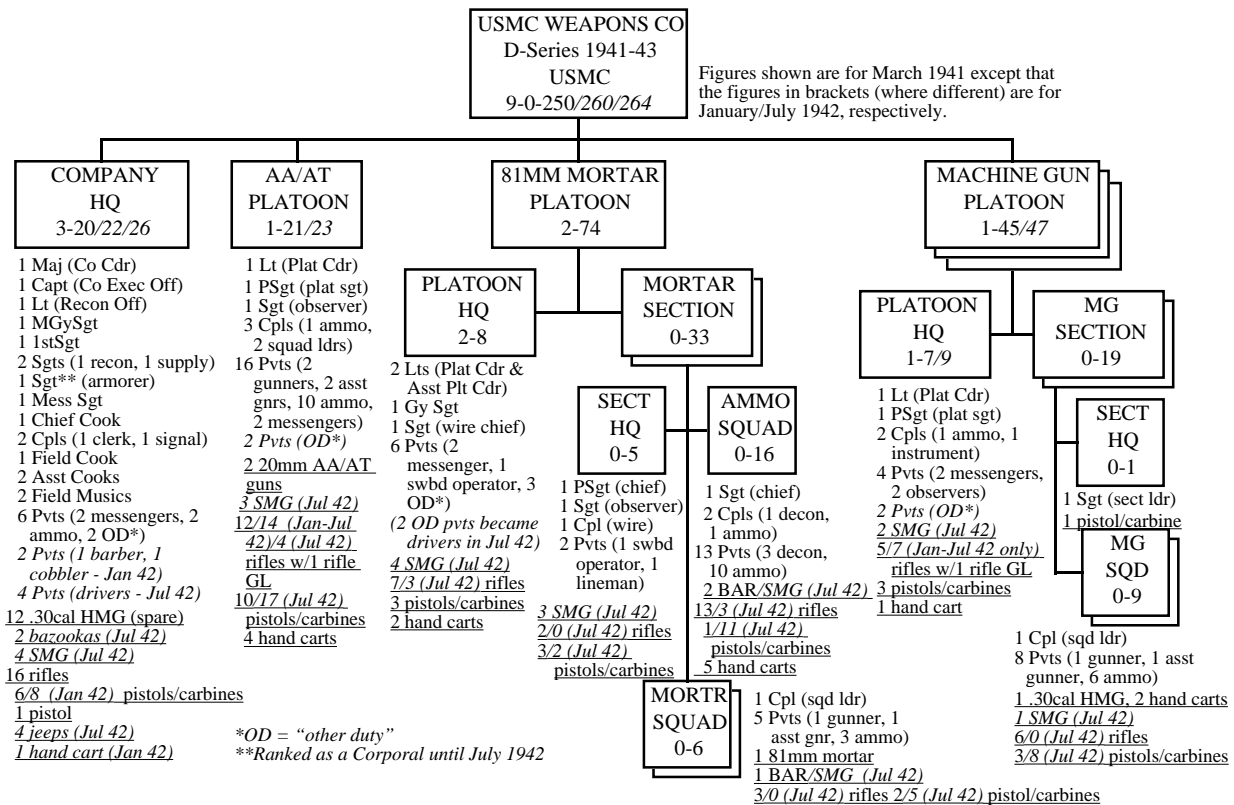 USMC WEAPONS CO
D-Series 1941-43
USMC
9-0-250/260/264
Figures shown are for March 1941 except that
the figures in brackets (where different) are for
January/July 1942, respectively.
COMPANY
HQ
3-20/22/26
1 Maj (Co Cdr)
1 Capt (Co Exec Off)
1 Lt (Recon Off)
1 MGySgt
1 1stSgt
2 Sgts (1 recon, 1 supply)
1 Sgt** (armorer)
1 Mess Sgt
1 Chief Cook
2 Cpls (1 clerk, 1 signal)
1 Field Cook
2 Asst Cooks
2 Field Musics
6 Pvts (2 messengers, 2
ammo, 2 OD*)
2 Pvts (1 barber, 1
cobbler - Jan 42)
4 Pvts (drivers - Jul 42)
12 .30cal HMG (spare)
2 bazookas (Jul 42)
4 SMG (Jul 42)
16 rifles
6/8 (Jan 42) pistols/carbines
1 pistol
4 jeeps (Jul 42)
1 hand cart (Jan 42)
AA/AT
PLATOON
1-21/23
1 Lt (Plat Cdr)
1 PSgt (plat sgt)
1 Sgt (observer)
3 Cpls (1 ammo,
2 squad ldrs)
16 Pvts (2
gunners, 2 asst
gnrs, 10 ammo,
2 messengers)
2 Pvts (OD*)
2 20mm AA/AT
guns
3 SMG (Jul 42)
12/14 (Jan-Jul
42)/4 (Jul 42)
rifles w/1 rifle
GL
10/17 (Jul 42)
pistols/carbines
4 hand carts
*OD = “other duty”
**Ranked as a Corporal until July 1942
81MM MORTAR
PLATOON
2-74
PLATOON
HQ
2-8
2 Lts (Plat Cdr &
Asst Plt Cdr)
1 Gy Sgt
1 Sgt (wire chief)
6 Pvts (2
messenger, 1
swbd operator, 3
OD*)
(2 OD pvts became
drivers in Jul 42)
4 SMG (Jul 42)
7/3 (Jul 42) rifles
3 pistols/carbines
2 hand carts
MORTAR
SECTION
0-33
SECT
HQ
0-5
1 PSgt (chief)
1 Sgt (observer)
1 Cpl (wire)
2 Pvts (1 swbd
operator, 1
lineman)
3 SMG (Jul 42)
2/0 (Jul 42) rifles
3/2 (Jul 42)
pistols/carbines
AMMO
SQUAD
0-16
1 Sgt (chief)
2 Cpls (1 decon,
1 ammo)
13 Pvts (3 decon,
10 ammo)
2 BAR/SMG (Jul 42)
13/3 (Jul 42) rifles
1/11 (Jul 42)
pistols/carbines
5 hand carts
MORTR
SQUAD
0-6
1 Cpl (sqd ldr)
5 Pvts (1 gunner, 1
asst gnr, 3 ammo)
1 81mm mortar
1 BAR/SMG (Jul 42)
3/0 (Jul 42) rifles 2/5 (Jul 42) pistol/carbines
MACHINE GUN
PLATOON
1-45/47
PLATOON
HQ
1-7/9
1 Lt (Plat Cdr)
1 PSgt (plat sgt)
2 Cpls (1 ammo, 1
instrument)
4 Pvts (2 messengers,
2 observers)
2 Pvts (OD*)
2 SMG (Jul 42)
5/7 (Jan-Jul 42 only)
rifles w/1 rifle GL
3 pistols/carbines
1 hand cart
MG
SECTION
0-19
SECT
HQ
0-1
1 Sgt (sect ldr)
1 pistol/carbine
MG
SQD
0-9
1 Cpl (sqd ldr)
8 Pvts (1 gunner, 1 asst
gunner, 6 ammo)
1 .30cal HMG, 2 hand carts
1 SMG (Jul 42)
6/0 (Jul 42) rifles
3/8 (Jul 42) pistols/carbines